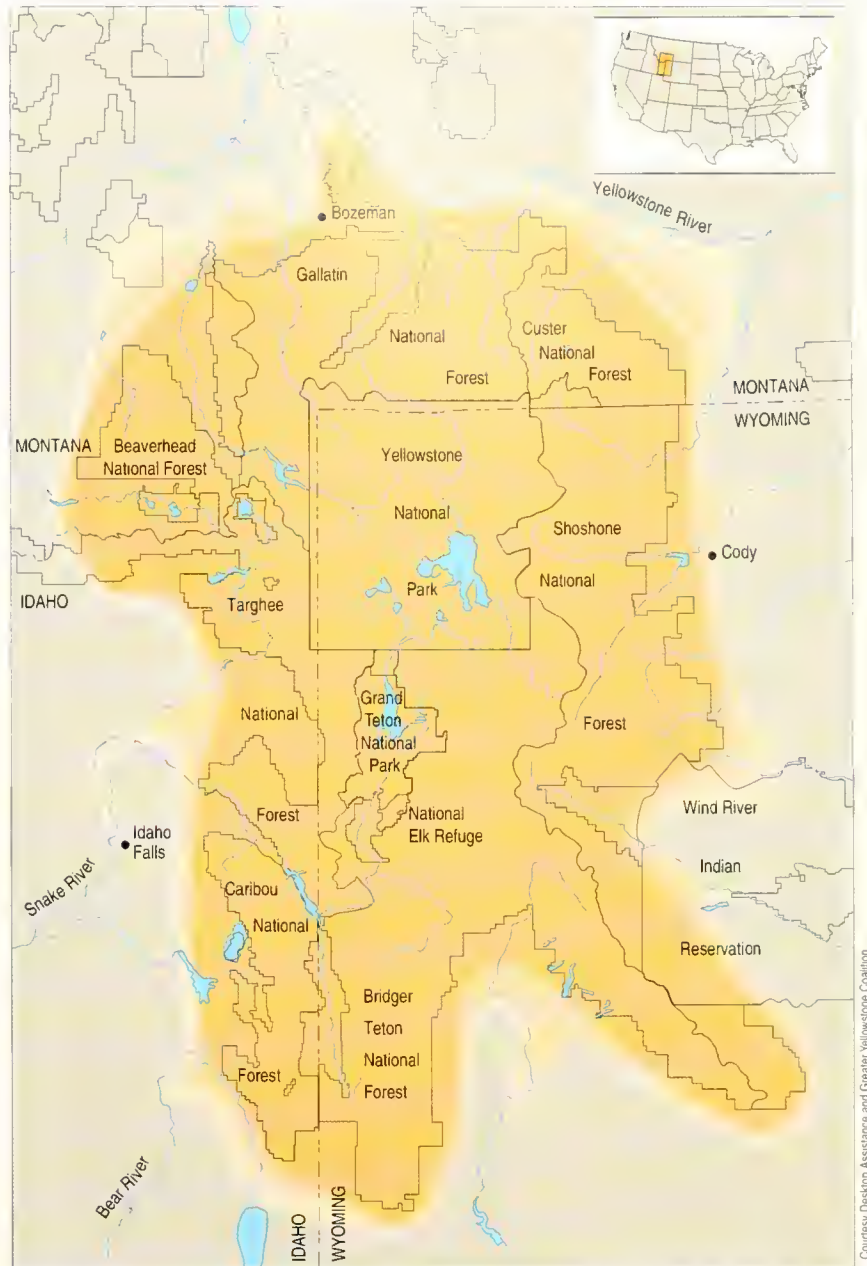 Yellowstone River
Bozeman
Gallatin
National
Forest
Custer
National
Forest
MONTANA
WYOMING
MONTANA
Beaverhead
National Forest
Yellowstone
National
Park
Shoshone
National
Forest
Cody
IDAHO
Targhee
National
Forest
Grand
Teton
National
Park
National
Elk Refuge
Wind River
Indian
Reservation
Idaho
Falls
Snake River
Caribou
National
Forest
Bridger
Teton
National
Forest
Bear River
IDAHO
WYOMING
Courtesy Desktop Assistance and Greater Yellowstone Coalition